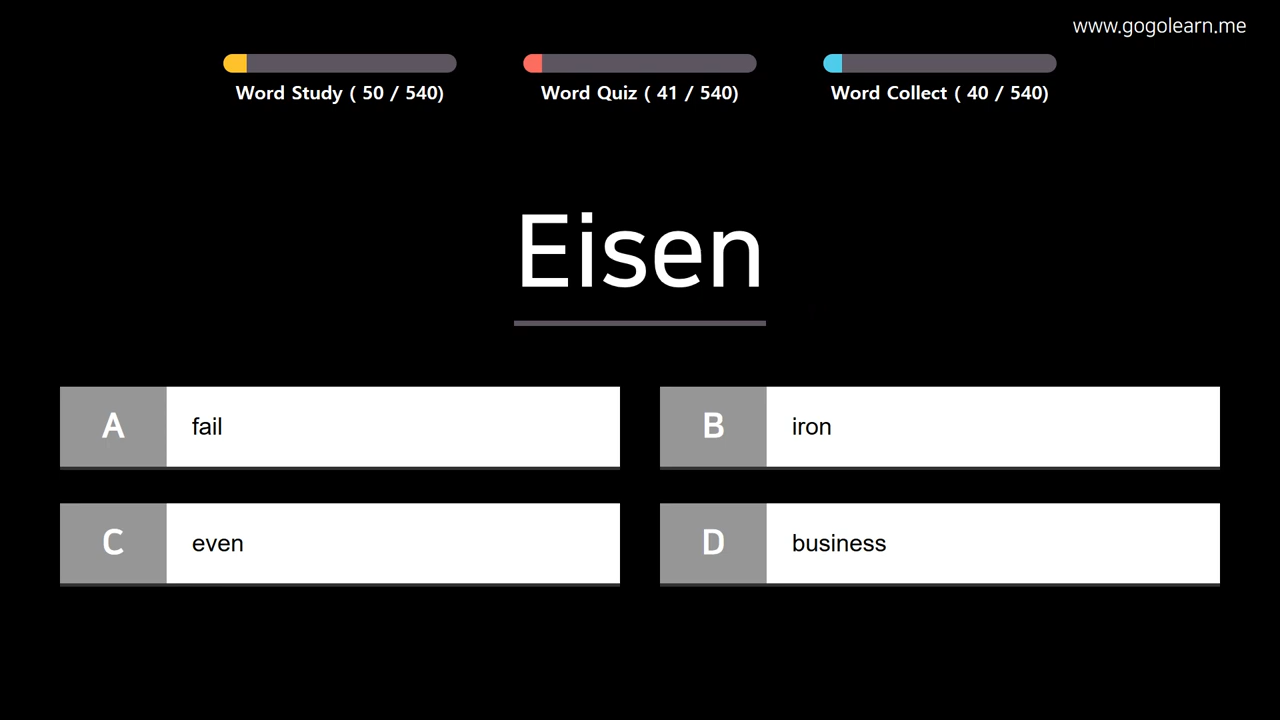 www.gogolearn.me
Word Study ( 50 / 540)
Word Quiz ( 41 / 540)
Word Collect ( 40 / 540)
Eisen
A fail
B iron
C even
D business